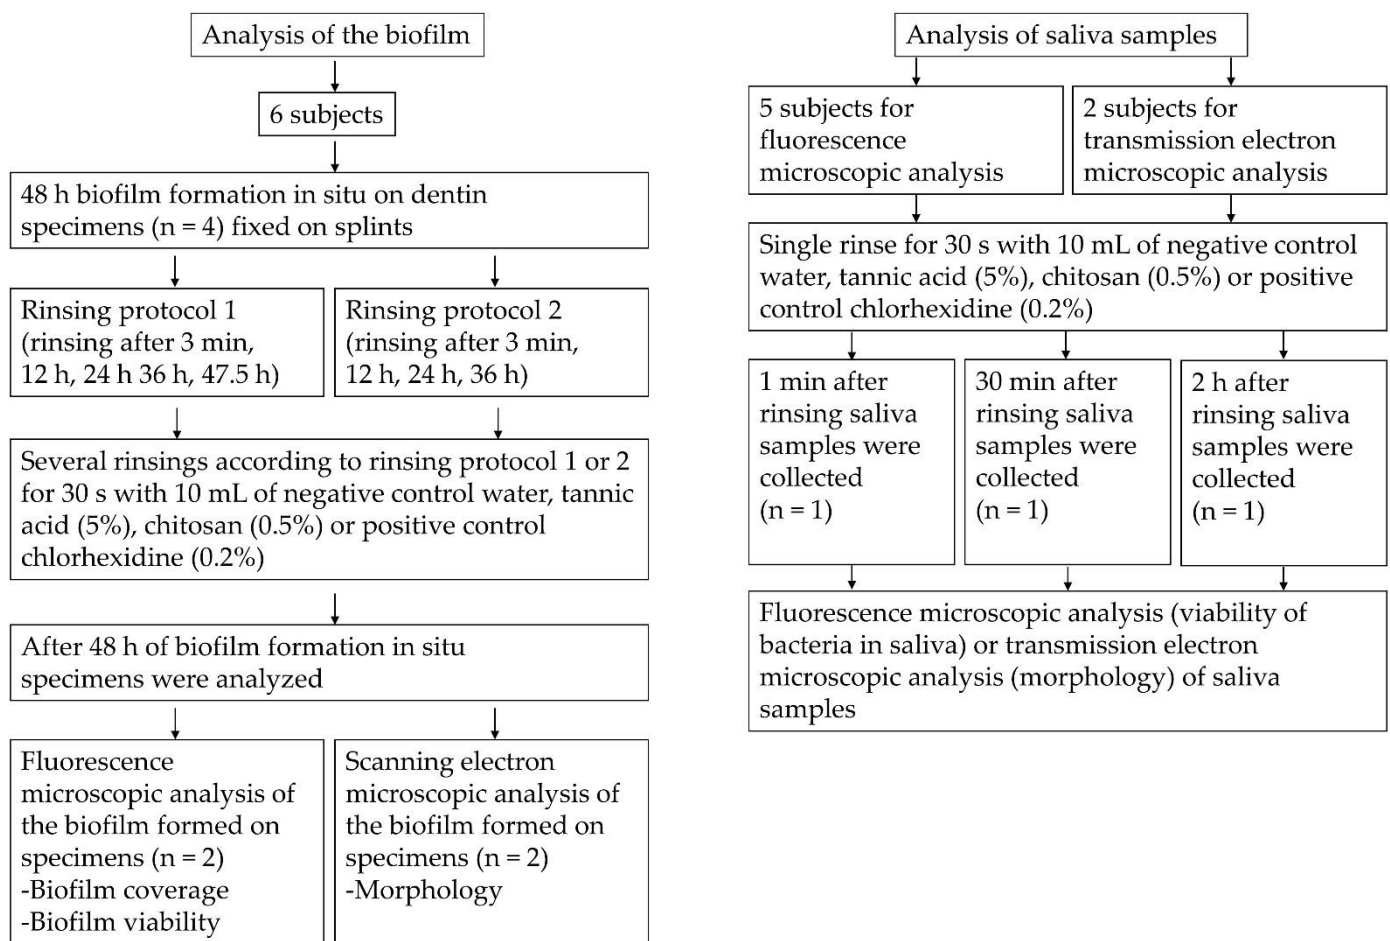 Analysis of the biofilm
6 subjects
48 h biofilm formation in situ on dentin
specimens (n = 4) fixed on splints
Rinsing protocol 1
(rinsing after 3 min,
12 h, 24 h 36 h, 47.5 h)
Rinsing protocol 2
(rinsing after 3 min,
12 h, 24 h, 36 h)
Several rinsings according to rinsing protocol 1 or 2
for 30 s with 10 mL of negative control water, tannic
acid (5%), chitosan (0.5%) or positive control
chlorhexidine (0.2%)
After 48 h of biofilm formation in situ
specimens were analyzed
Fluorescence
microscopic analysis of
the biofilm formed on
specimens (n = 2)
-Biofilm coverage
-Biofilm viability
Scanning electron
microscopic analysis of
the biofilm formed on
specimens (n = 2)
-Morphology
Analysis of saliva samples
5 subjects for
fluorescence
microscopic analysis
2 subjects for
transmission electron
microscopic analysis
Single rinse for 30 s with 10 mL of negative control
water, tannic acid (5%), chitosan (0.5%) or positive
control chlorhexidine (0.2%)
1 min after
rinsing saliva
samples were
collected
(n = 1)
30 min after
rinsing saliva
samples were
collected
(n = 1)
2 h after
rinsing saliva
samples were
collected
(n = 1)
Fluorescence microscopic analysis (viability of
bacteria in saliva) or transmission electron
microscopic analysis (morphology) of saliva
samples